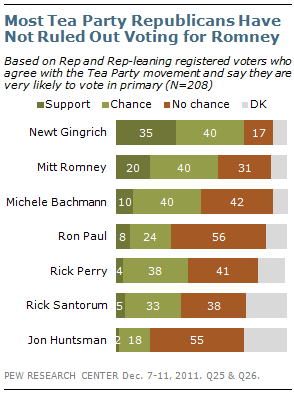 Most Tea Party Republicans Have
Not Ruled Out Voting for Romney
Based on Rep and Rep-leaning registered voters who
agree with the Tea Party movement and say they are
very likely to vote in primary (N=208)
Support Chance No chance DK
Newt Gingrich 35 40 17
Mitt Romney 20 40 31
Michele Bachmann 10 40 42
Ron Paul 8 24 56
Rick Perry 4 38 41
Rick Santorum 5 33 38
Jon Huntsman 2 18 55
PEW RESEARCH CENTER Dec. 7-11, 2011. Q25 & Q26.